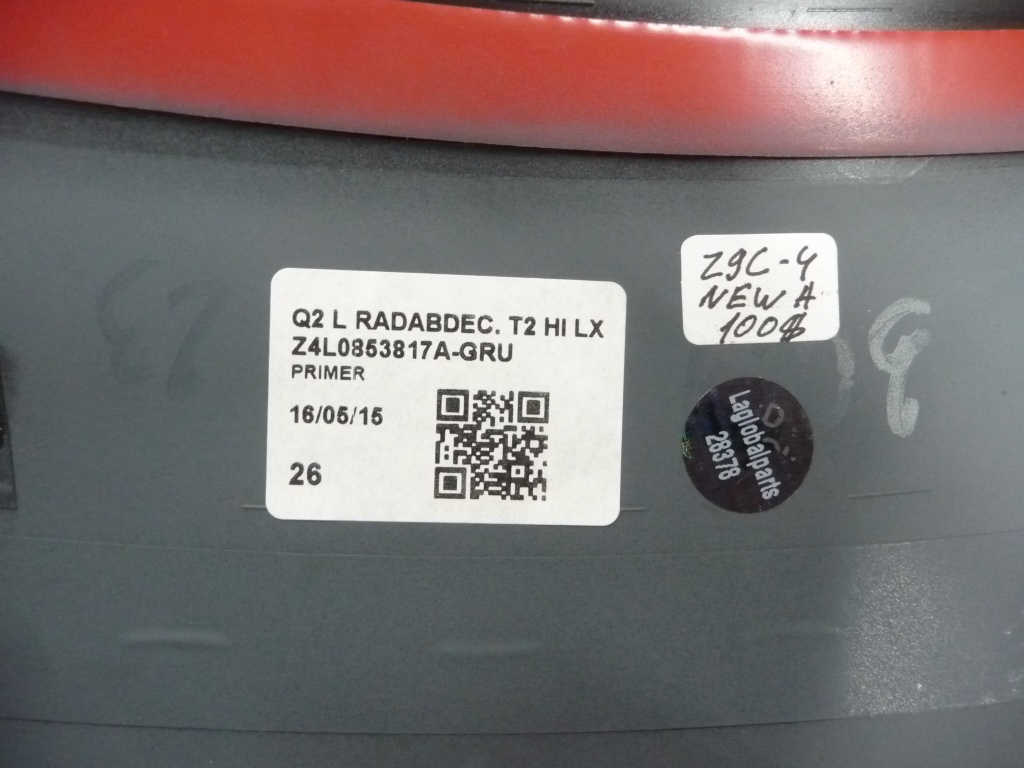 Q2 L RADABDEC. T2 HI LX
Z4L0853817A-GRU
PRIMER
16/05/15
26
Z9C-4
NEW A
100$
Laglobalparts
28378